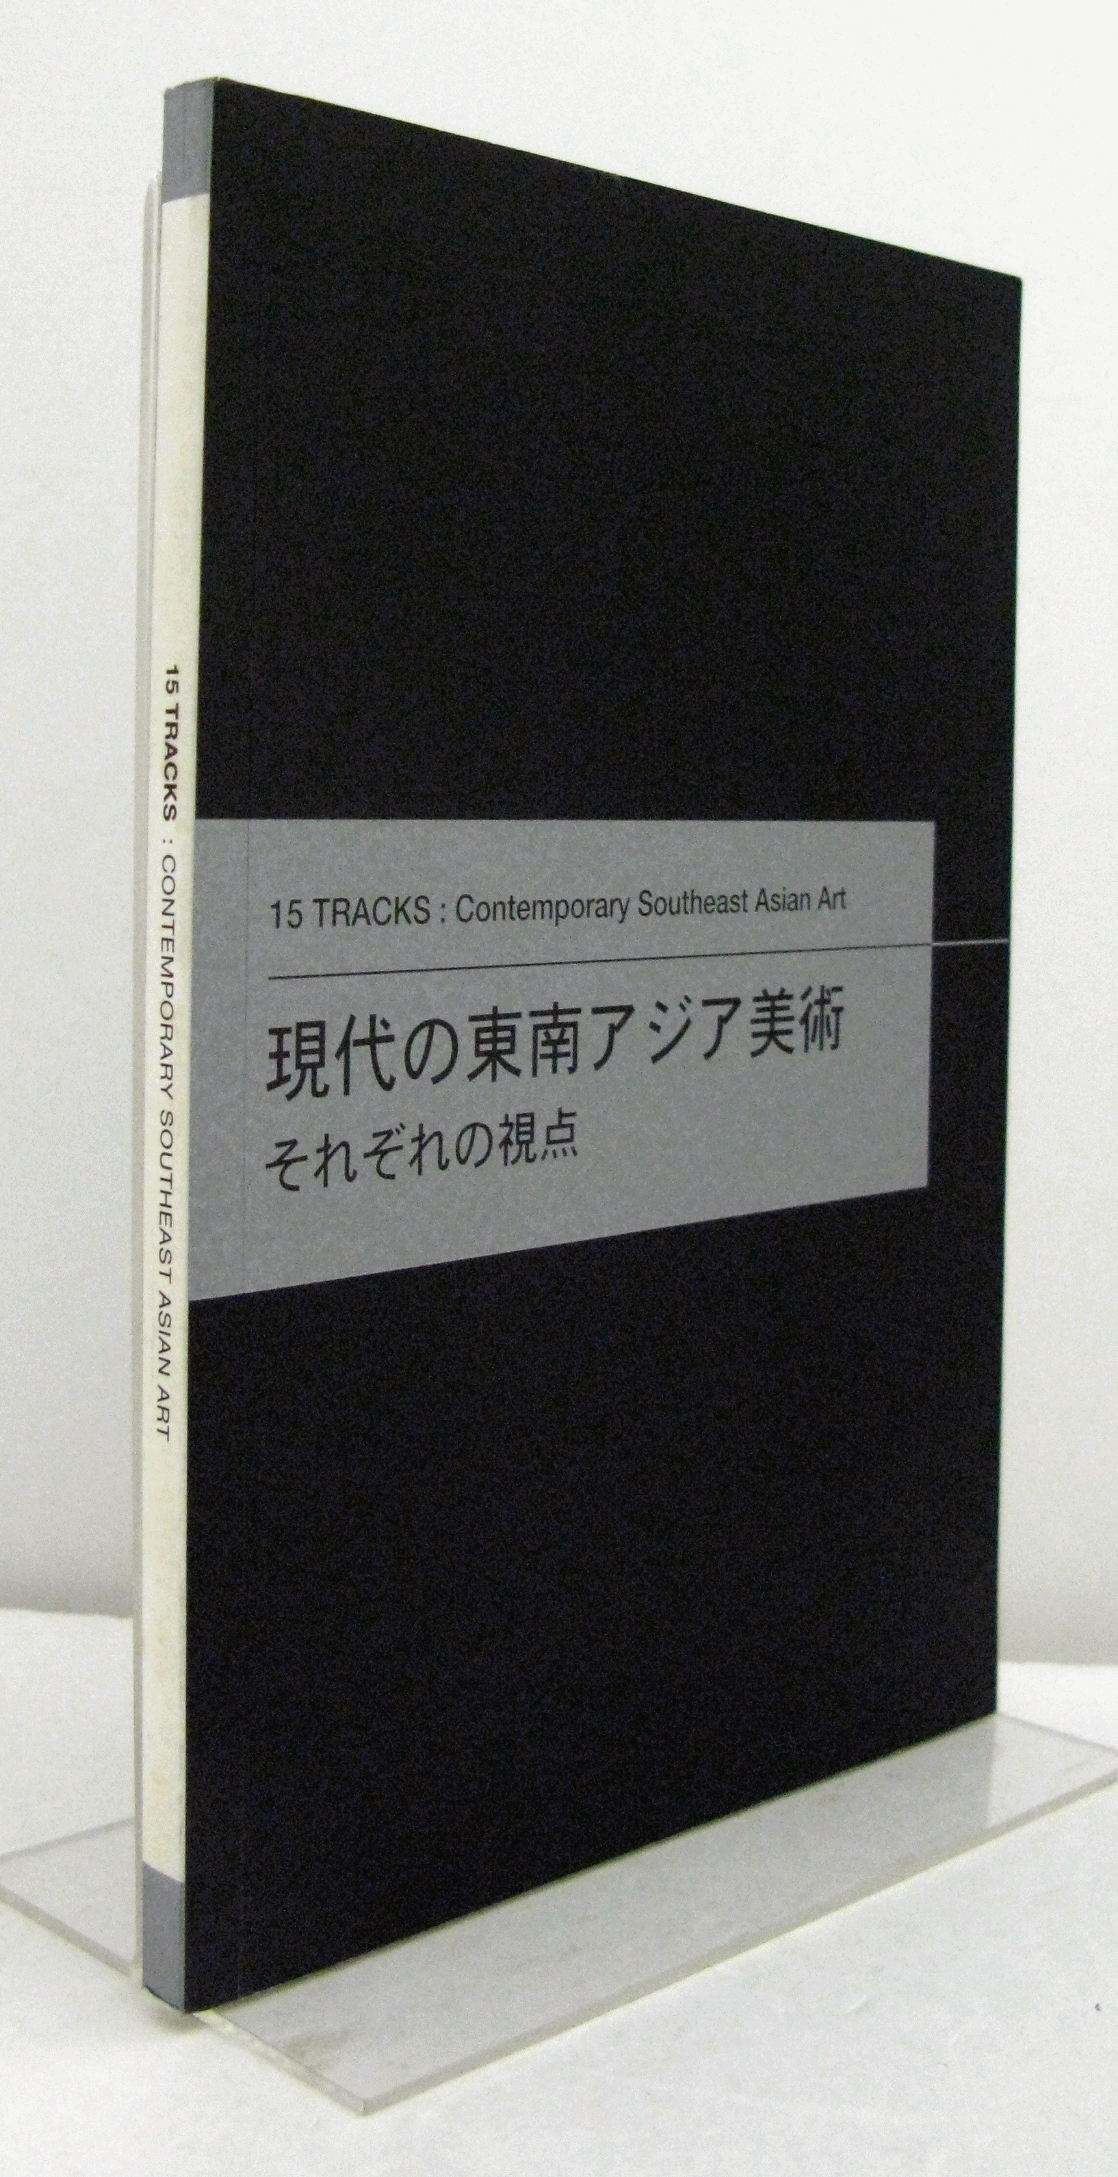 15 TRACKS : CONTEMPORARY SOUTHEAST ASIAN ART
15 TRACKS : Contemporary Southeast Asian Art
現代の東南アジア美術
それぞれの視点